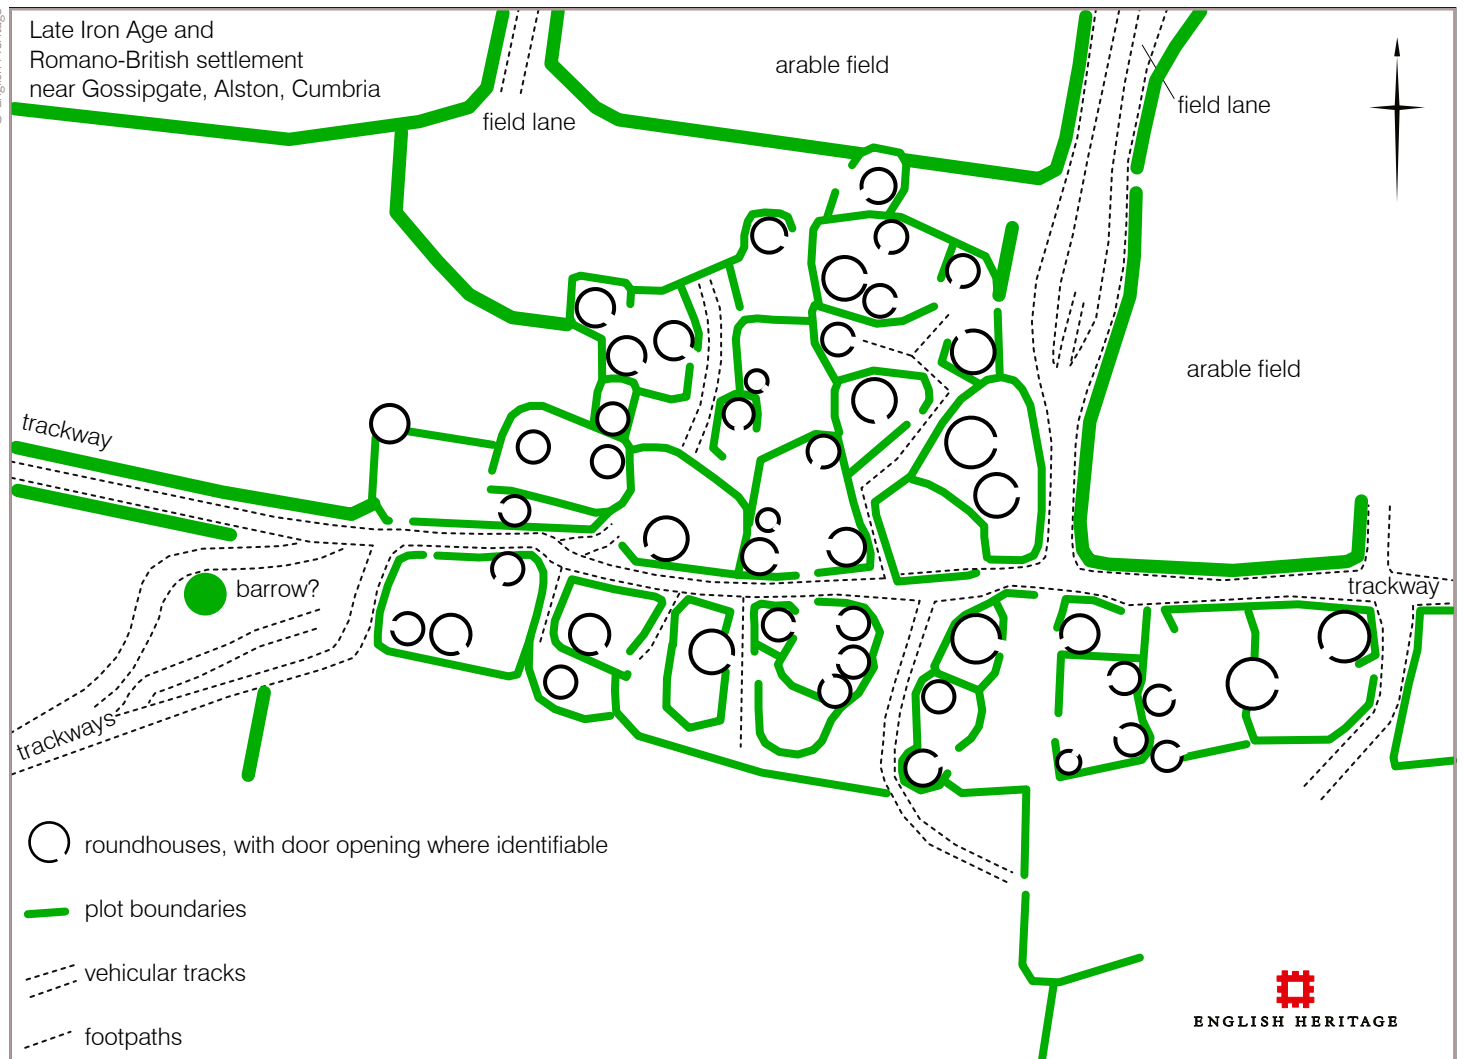 Late Iron Age and
Romano-British settlement
near Gossipgate, Alston, Cumbria
arable field
field lane
field lane
arable field
trackway
barrow?
trackway
trackways
roundhouses, with door opening where identifiable
plot boundaries
vehicular tracks
footpaths
ENGLISH HERITAGE